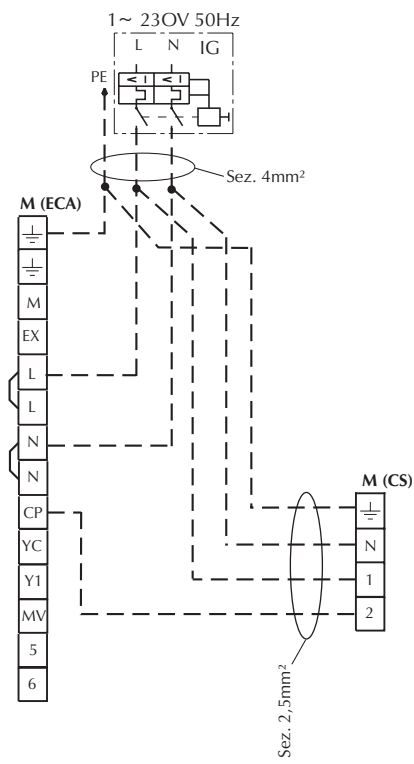 1~ 230V 50Hz
L N IG
PE
Sez. 4mm²
M (ECA)
M
EX
L
L
N
N
CP
YC
Y1
MV
5
6
M (CS)
N
1
2
Sez. 2,5mm²